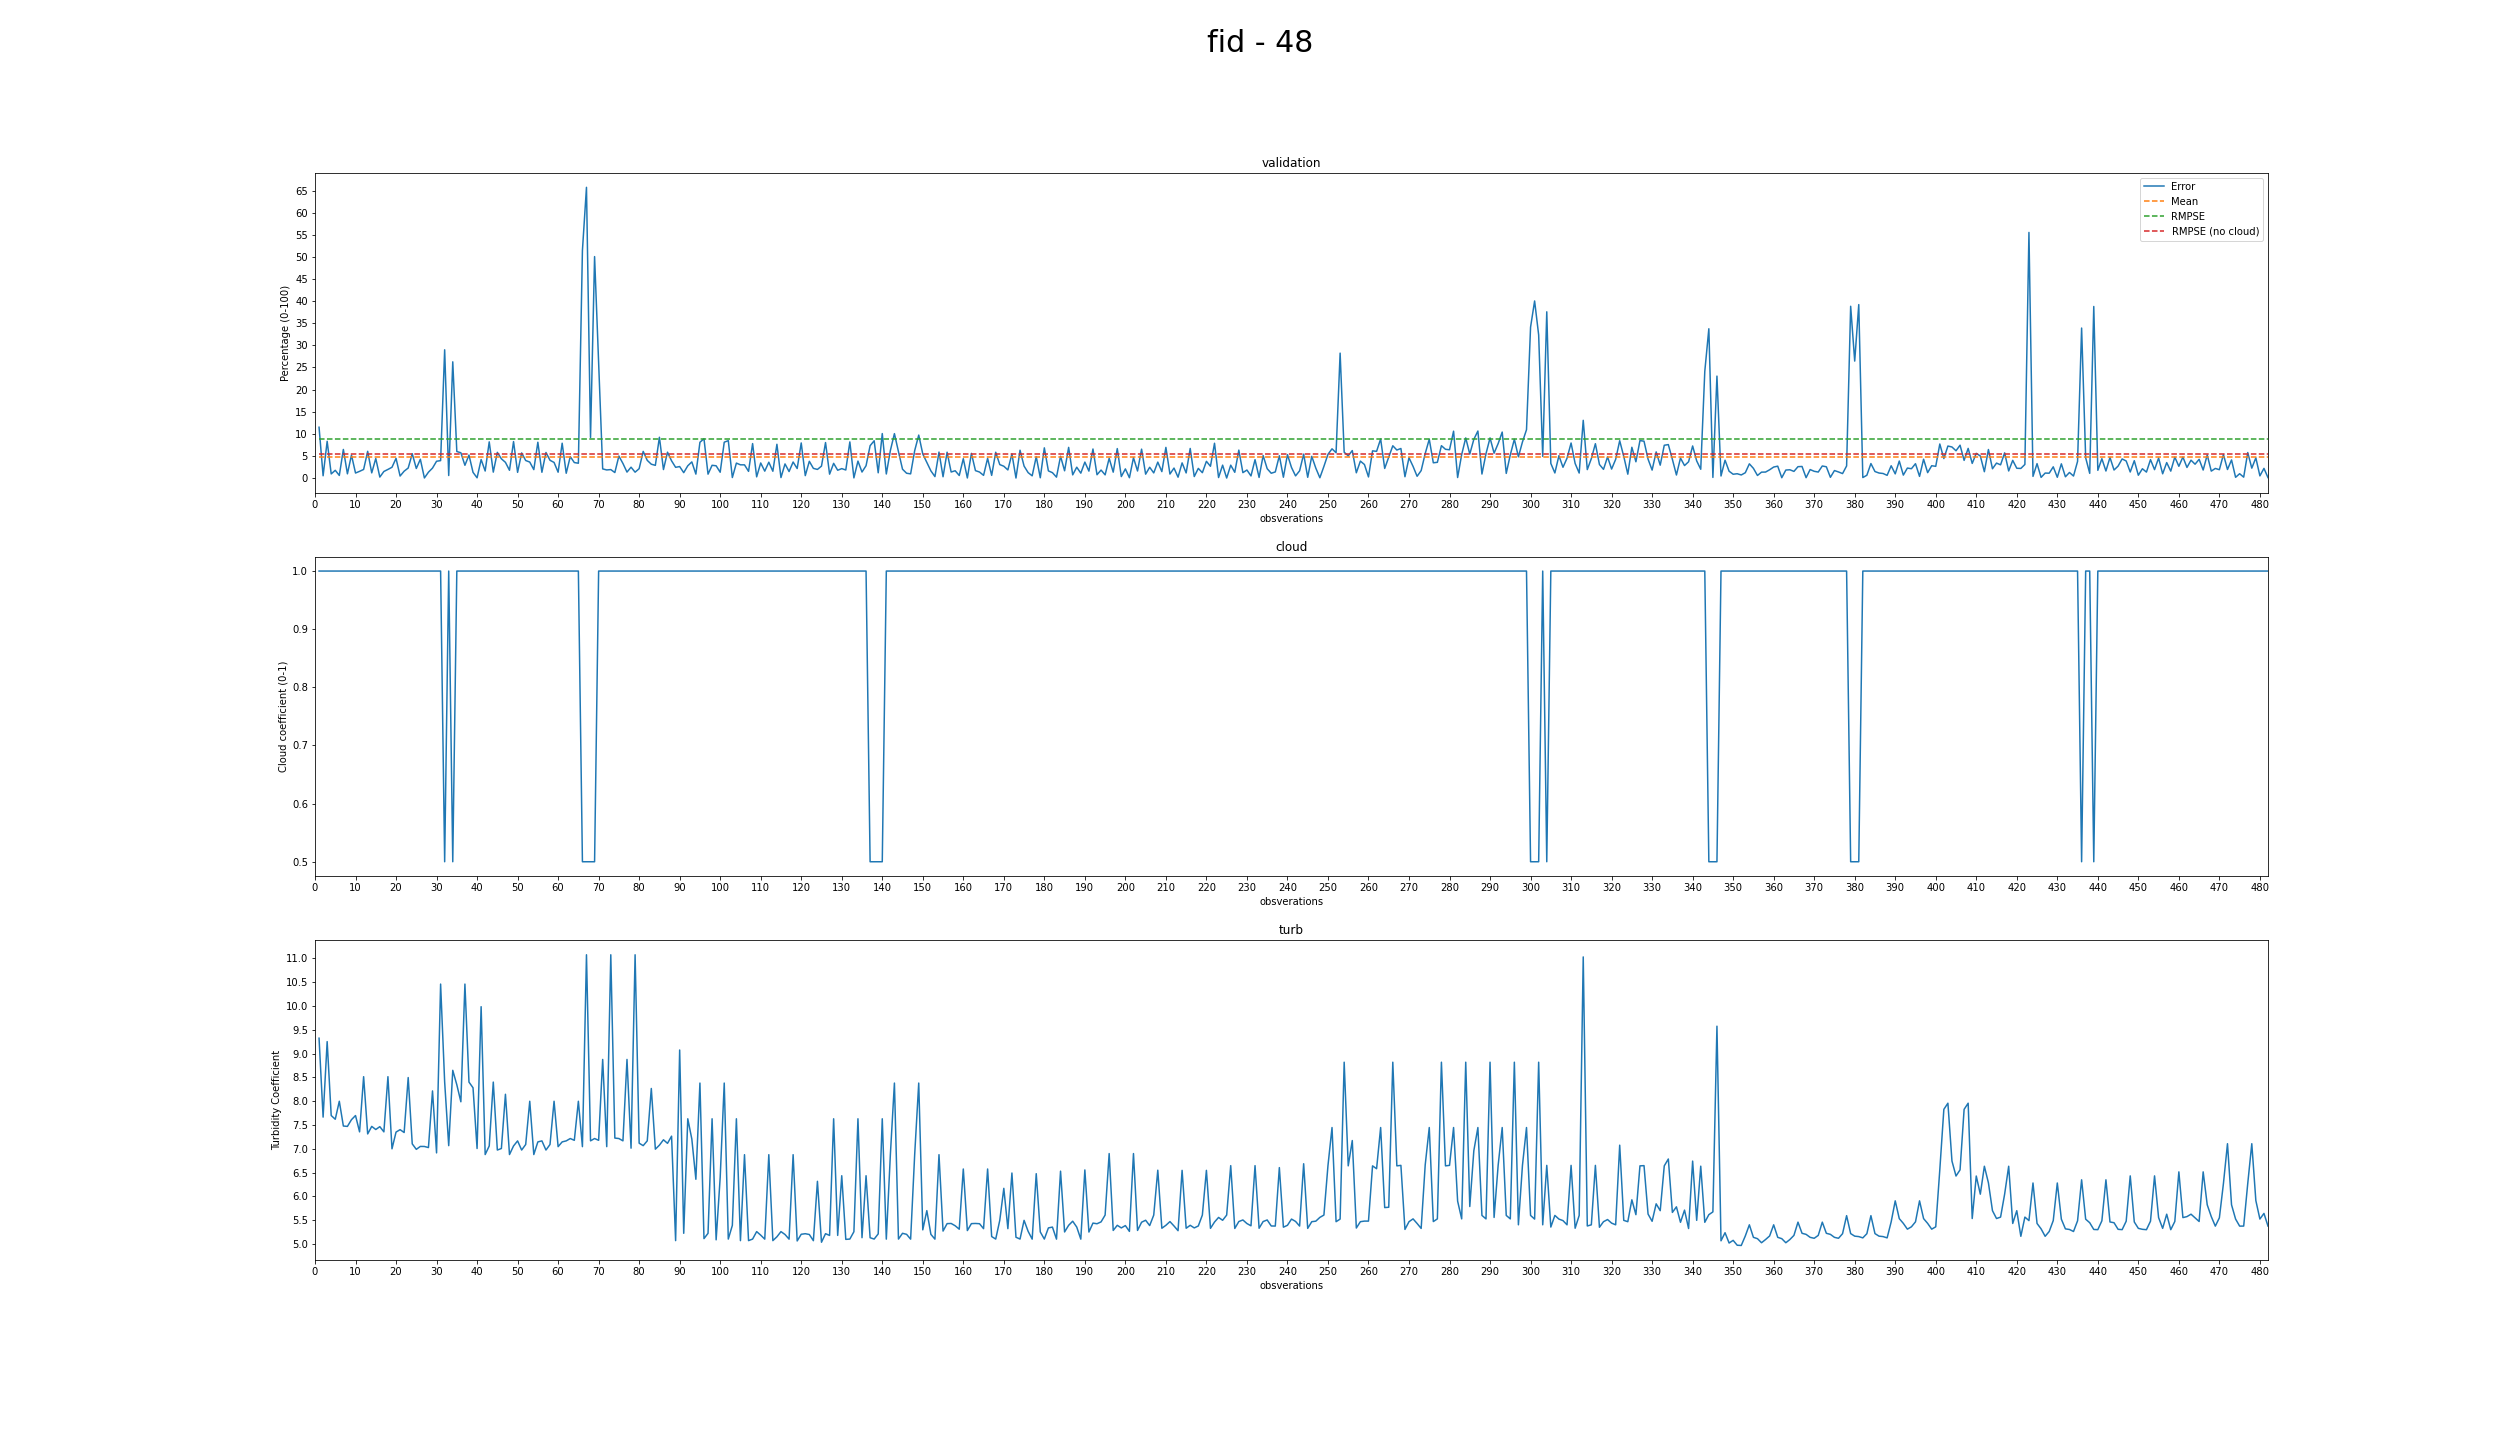 fid - 48
validation
Percentage (0-100)
65
60
55
50
45
40
35
30
25
20
15
10
5
0
Error
Mean
RMPSE
RMPSE (no cloud)
0 10 20 30 40 50 60 70 80 90 100 110 120 130 140 150 160 170 180 190 200 210 220 230 240 250 260 270 280 290 300 310 320 330 340 350 360 370 380 390 400 410 420 430 440 450 460 470 480
obsverations
cloud
Cloud coefficient (0-1)
1.0
0.9
0.8
0.7
0.6
0.5
0 10 20 30 40 50 60 70 80 90 100 110 120 130 140 150 160 170 180 190 200 210 220 230 240 250 260 270 280 290 300 310 320 330 340 350 360 370 380 390 400 410 420 430 440 450 460 470 480
obsverations
turb
Turbidity Coefficient
11.0
10.5
10.0
9.5
9.0
8.5
8.0
7.5
7.0
6.5
6.0
5.5
5.0
0 10 20 30 40 50 60 70 80 90 100 110 120 130 140 150 160 170 180 190 200 210 220 230 240 250 260 270 280 290 300 310 320 330 340 350 360 370 380 390 400 410 420 430 440 450 460 470 480
obsverations